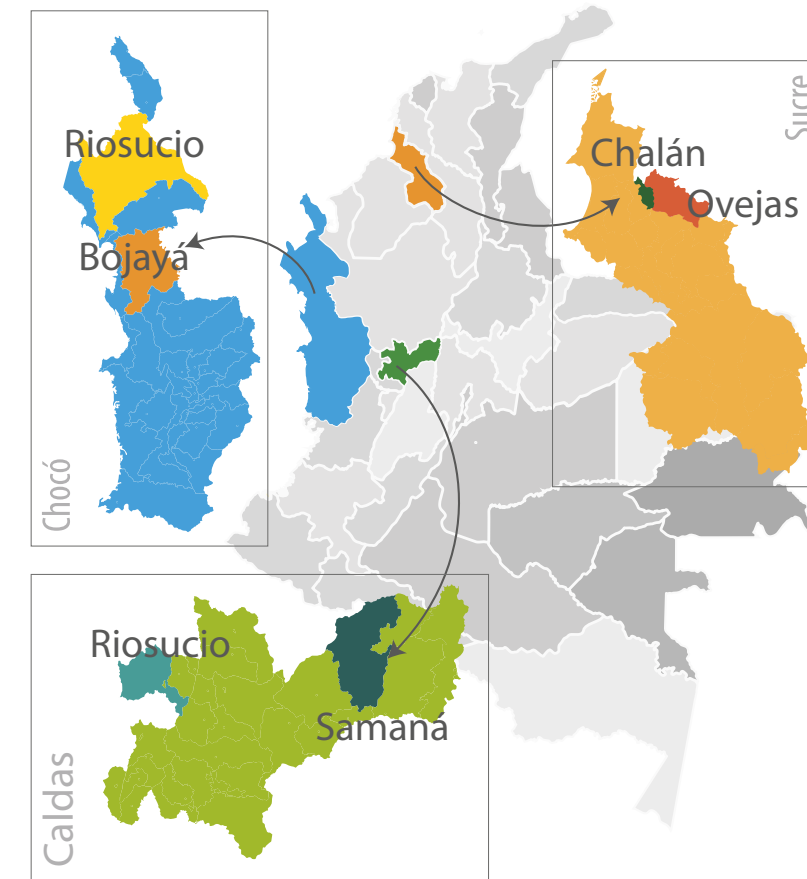 Riosucio
Bojayá
Chocó
Sucre
Chalán
Ovejas
Riosucio
Samaná
Caldas